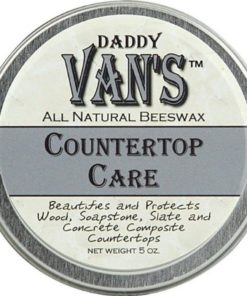 DADDY
VAN'S™
ALL NATURAL BEESWAX
COUNTERTOP
CARE
Beautifies and Protects
Wood, Soapstone, Slate and
Concrete Composite
Countertops
NET WEIGHT 5 OZ.